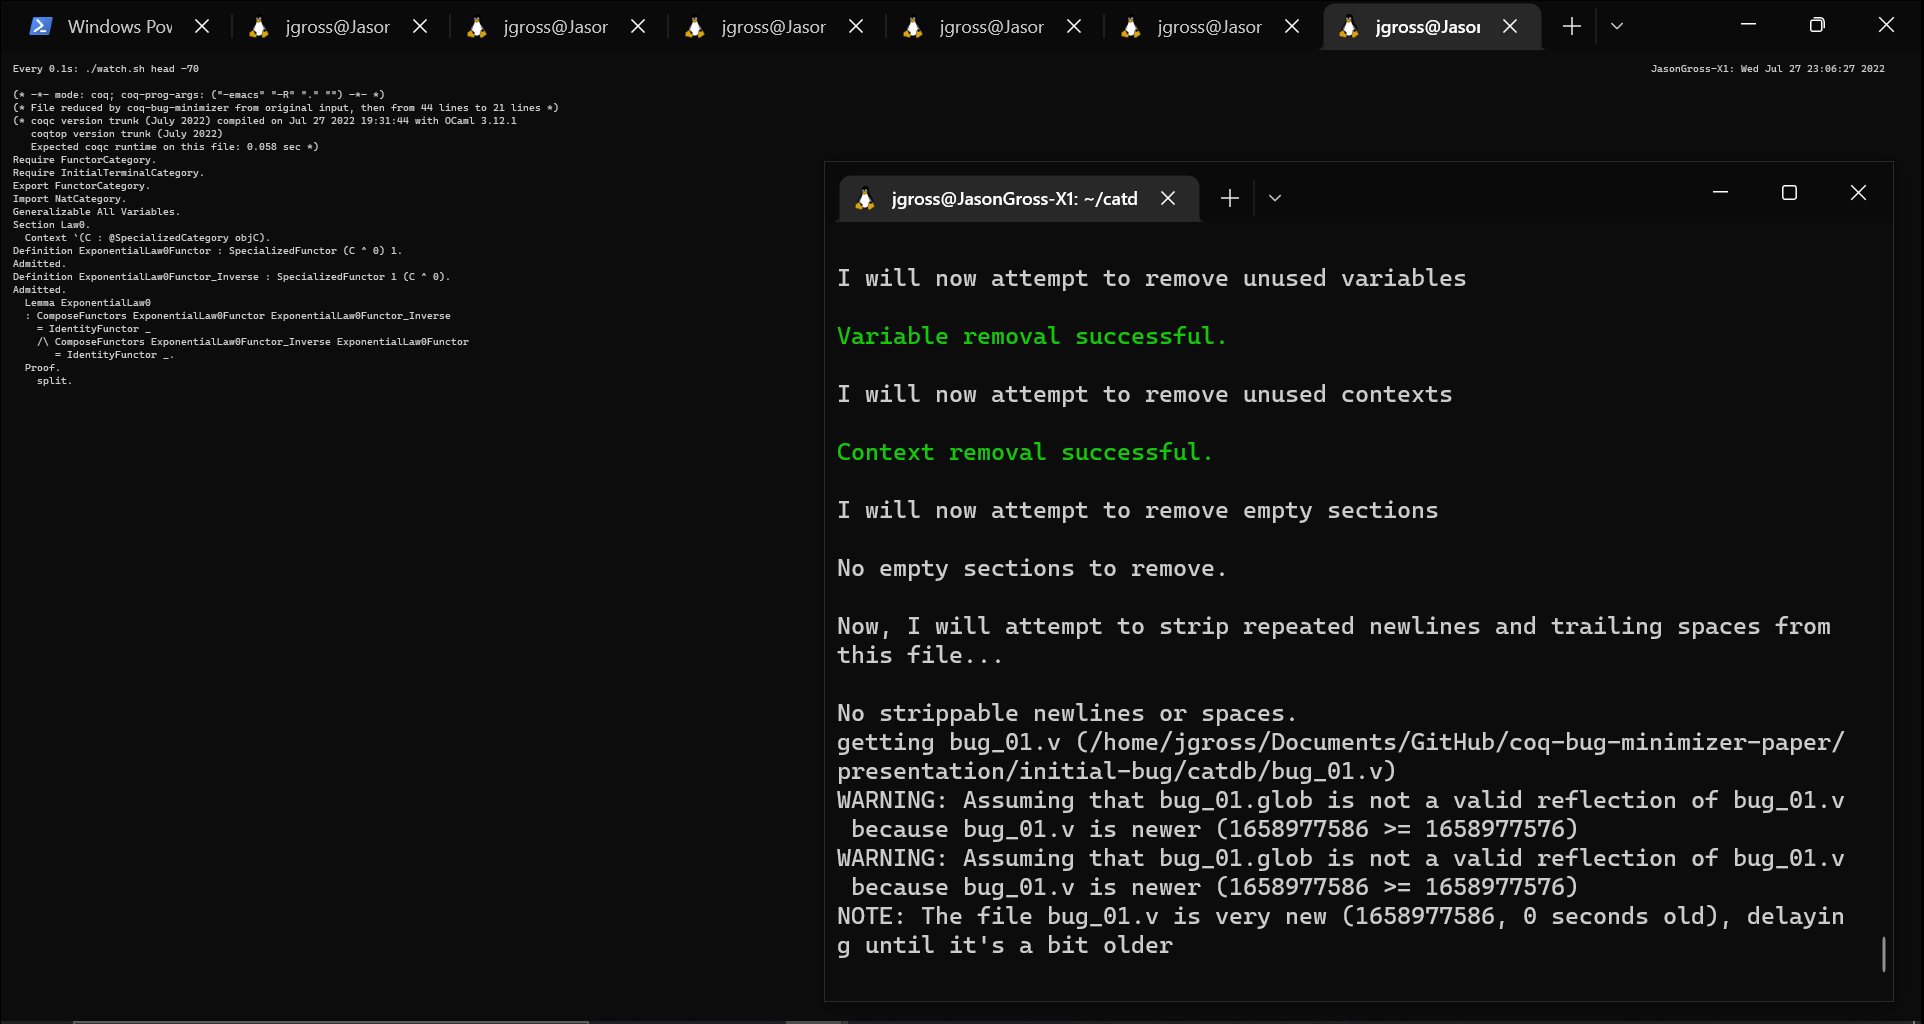 Windows Pov
jgross@Jasor
jgross@Jasor
jgross@Jasor
jgross@Jasor
jgross@Jasor
jgross@Jasor
Every 0.1s: ./watch.sh head -70
JasonGross-X1: Wed Jul 27 23:06:27 2022
(* -*- mode: coq; coq-prog-args: ("-emacs" "-R" "." "") -*- *)
(* File reduced by coq-bug-minimizer from original input, then from 44 lines to 21 lines *)
(* coqc version trunk (July 2022) compiled on Jul 27 2022 19:31:44 with OCaml 3.12.1
   coqtop version trunk (July 2022)
   Expected coqc runtime on this file: 0.058 sec *)
Require FunctorCategory.
Require InitialTerminalCategory.
Export FunctorCategory.
Import NatCategory.
Generalizable All Variables.
Section Law0.
  Context `(C : @SpecializedCategory objC).
Definition ExponentialLaw0Functor : SpecializedFunctor (C ^ 0) 1.
Admitted.
Definition ExponentialLaw0Functor_Inverse : SpecializedFunctor 1 (C ^ 0).
Admitted.
  Lemma ExponentialLaw0
  : ComposeFunctors ExponentialLaw0Functor ExponentialLaw0Functor_Inverse
    = IdentityFunctor _
    /\ ComposeFunctors ExponentialLaw0Functor_Inverse ExponentialLaw0Functor
       = IdentityFunctor _.
  Proof.
    split.
jgross@JasonGross-X1: ~/catd
I will now attempt to remove unused variables
Variable removal successful.
I will now attempt to remove unused contexts
Context removal successful.
I will now attempt to remove empty sections
No empty sections to remove.
Now, I will attempt to strip repeated newlines and trailing spaces from
this file...
No strippable newlines or spaces.
getting bug_01.v (/home/jgross/Documents/GitHub/coq-bug-minimizer-paper/
presentation/initial-bug/catdb/bug_01.v)
WARNING: Assuming that bug_01.glob is not a valid reflection of bug_01.v
 because bug_01.v is newer (1658977586 >= 1658977576)
WARNING: Assuming that bug_01.glob is not a valid reflection of bug_01.v
 because bug_01.v is newer (1658977586 >= 1658977576)
NOTE: The file bug_01.v is very new (1658977586, 0 seconds old), delayin
g until it's a bit older